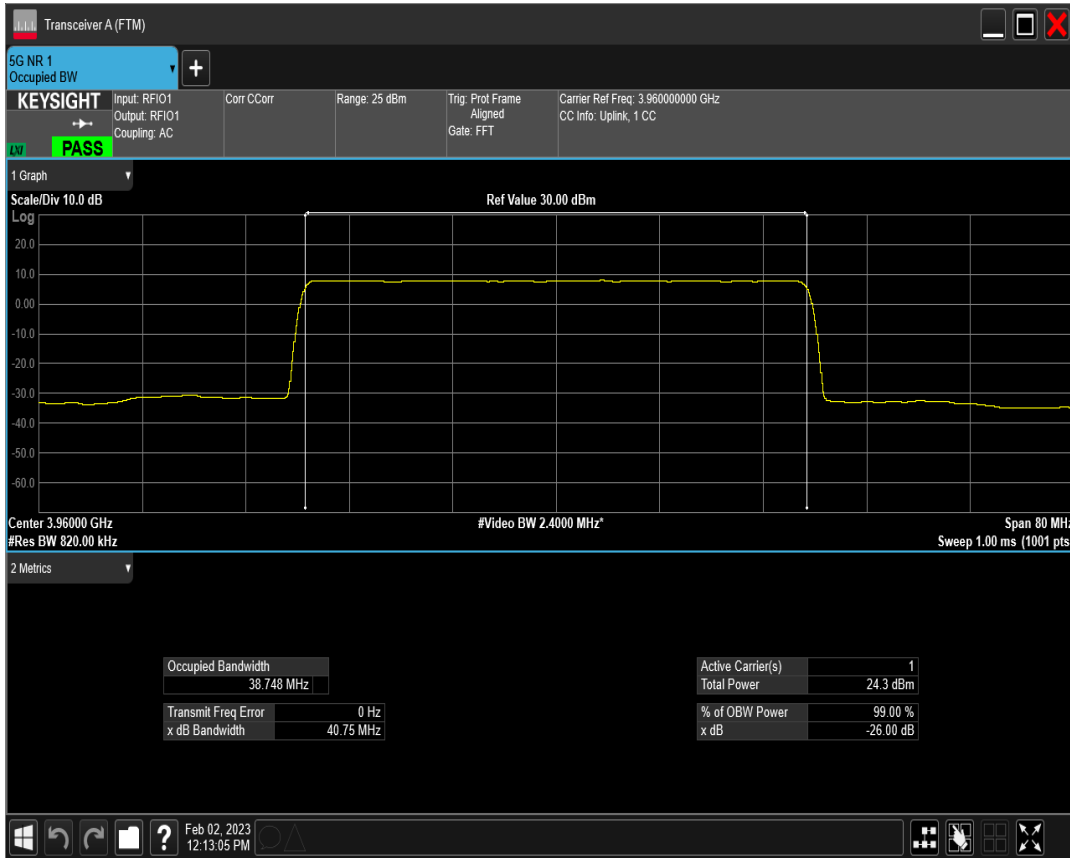 Transceiver A (FTM)
5G NR 1
Occupied BW
+
KEYSIGHT
LXI
PASS
Input: RFIO1
Output: RFIO1
Coupling: AC
Corr CCorr
Range: 25 dBm
Trig: Prot Frame
Aligned
Gate: FFT
Carrier Ref Freq: 3.960000000 GHz
CC Info: Uplink, 1 CC
1 Graph
Scale/Div 10.0 dB
Ref Value 30.00 dBm
Log
20.0
10.0
0.00
-10.0
-20.0
-30.0
-40.0
-50.0
-60.0
Center 3.96000 GHz
#Video BW 2.4000 MHz*
Span 80 MHz
#Res BW 820.00 kHz
Sweep 1.00 ms (1001 pts
2 Metrics
Occupied Bandwidth
38.748 MHz
Transmit Freq Error 0 Hz
x dB Bandwidth 40.75 MHz
Active Carrier(s) 1
Total Power 24.3 dBm
% of OBW Power 99.00 %
x dB -26.00 dB
?
Feb 02, 2023
12:13:05 PM